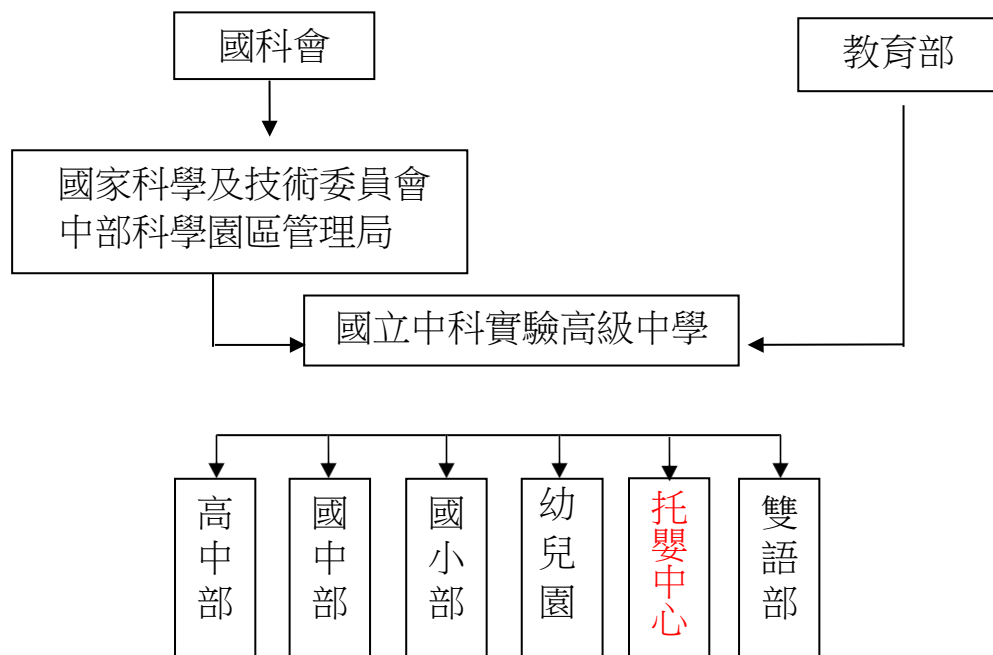 國科會
教育部
國家科學及技術委員會
中部科學園區管理局
國立中科實驗高級中學
高中部
國中部
國小部
幼兒園
托嬰中心
雙語部